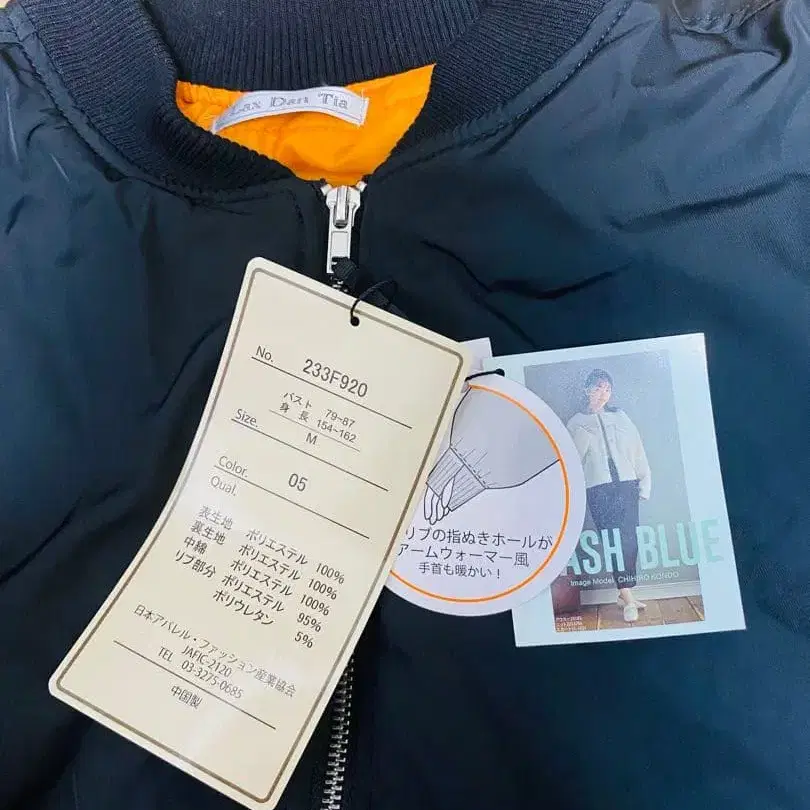 Lax Dan Tia
No. 233F920
バスト 79~87
身長 154~162
Size. M
Color. 05
Qual.
表生地 ポリエステル 100%
裏生地 ポリエステル 100%
中綿 ポリエステル 100%
リブ部分 ポリエステル 95%
ポリウレタン 5%
日本アパレル・ファッション産業協会
JAFIC-2120
TEL 03-3275-0685
中国製
リブの指ぬきホールが
アームウォーマー風
手首も暖かい!
ASH BLUE
Image Model CHIHIRO KONDO